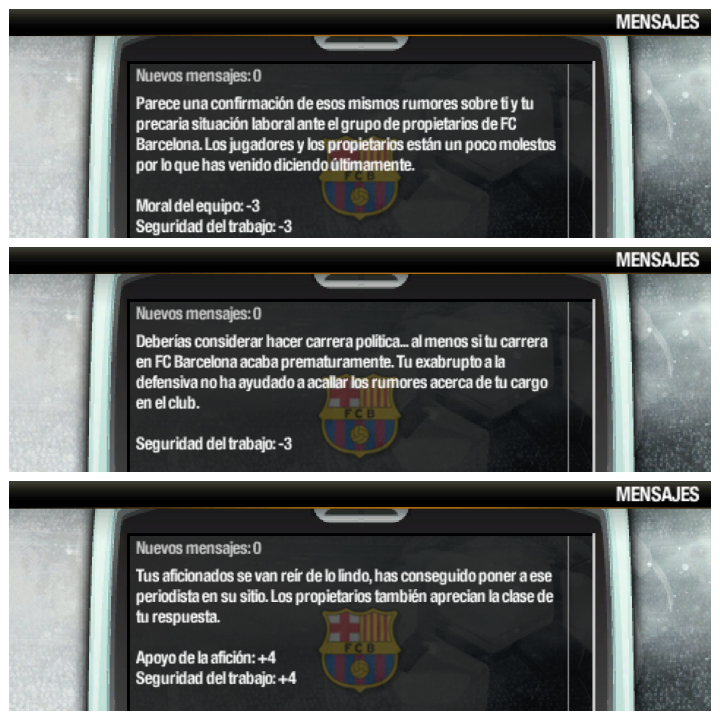 MENSAJES
Nuevos mensajes: 0
Parece una confirmación de esos mismos rumores sobre ti y tu
precaria situación laboral ante el grupo de propietarios de FC
Barcelona. Los jugadores y los propietarios están un poco molestos
por lo que has venido diciendo últimamente.
FCB
Moral del equipo: -3
Seguridad del trabajo: -3
MENSAJES
Nuevos mensajes: 0
Deberías considerar hacer carrera política... al menos si tu carrera
en FC Barcelona acaba prematuramente. Tu exabrupto a la
defensiva no ha ayudado a acallar los rumores acerca de tu cargo
en el club.
FCB
Seguridad del trabajo: -3
MENSAJES
Nuevos mensajes: 0
Tus aficionados se van reír de lo lindo, has conseguido poner a ese
periodista en su sitio. Los propietarios también aprecian la clase de
tu respuesta.
FCB
Apoyo de la afición: +4
Seguridad del trabajo: +4